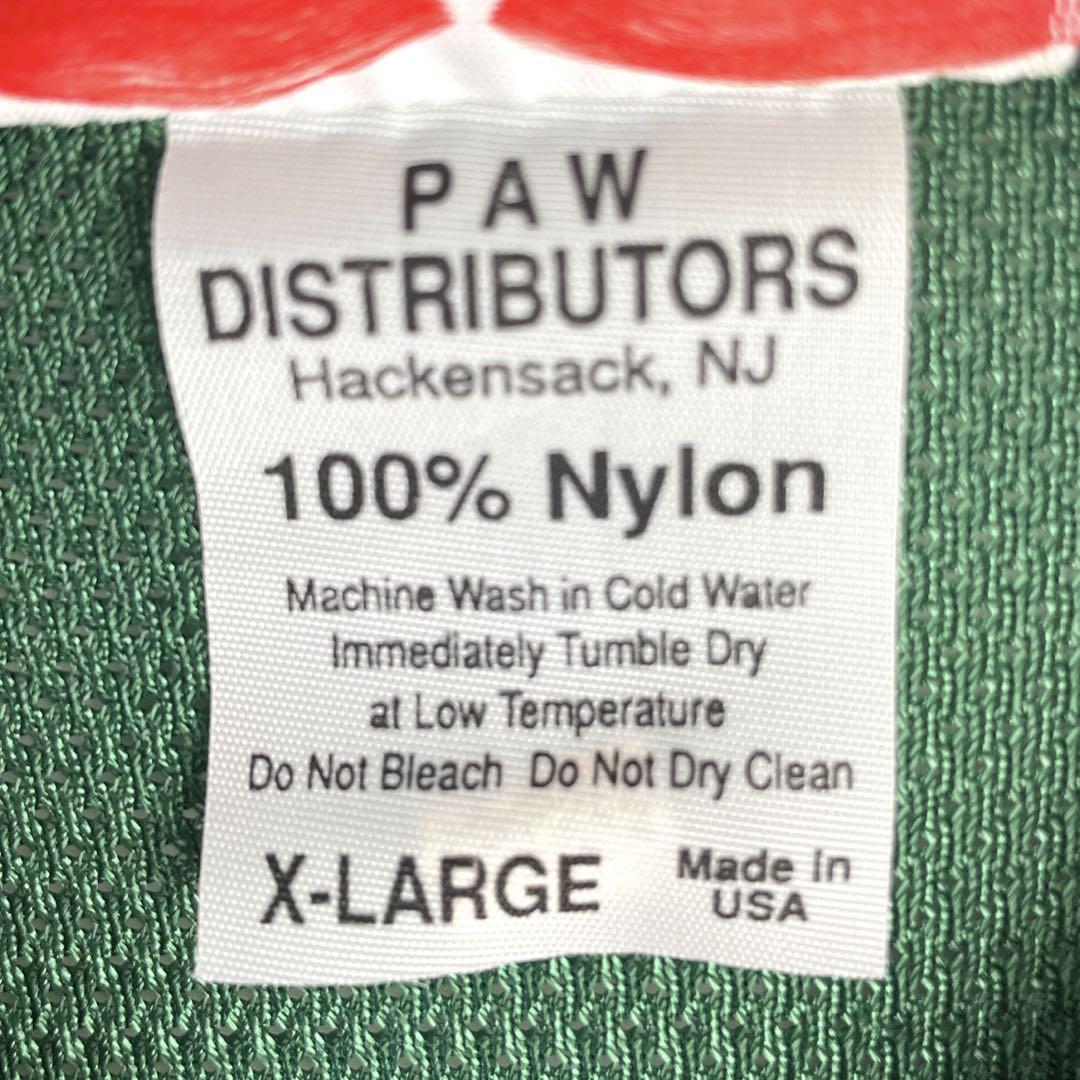 PAW
DISTRIBUTORS
Hackensack, NJ
100% Nylon
Machine Wash in Cold Water
Immediately Tumble Dry
at Low Temperature
Do Not Bleach Do Not Dry Clean
X-LARGE Made in
USA